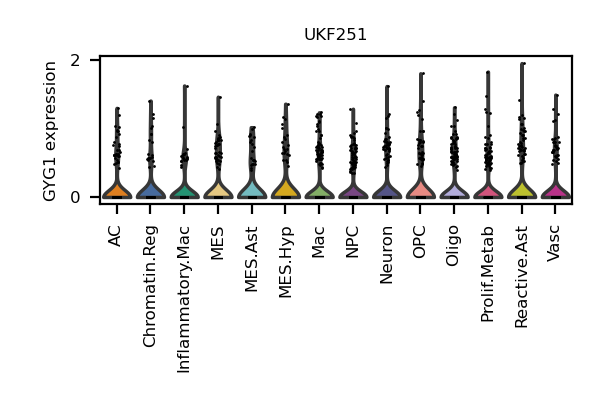 UKF251
GYG1 expression
2
0
AC
Chromatin.Reg
Inflammatory.Mac
MES
MES.Ast
MES.Hyp
Mac
NPC
Neuron
OPC
Oligo
Prolif.Metab
Reactive.Ast
Vasc